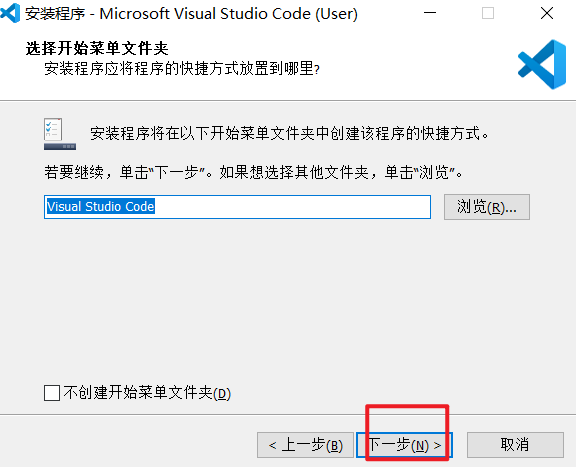 安装程序 - Microsoft Visual Studio Code (User)
选择开始菜单文件夹
安装程序应将程序的快捷方式放置到哪里?
安装程序将在以下开始菜单文件夹中创建该程序的快捷方式。
若要继续，单击“下一步”。如果想选择其他文件夹，单击“浏览”。
Visual Studio Code
浏览(R)...
不创建开始菜单文件夹(D)
< 上一步(B)
下一步(N) >
取消